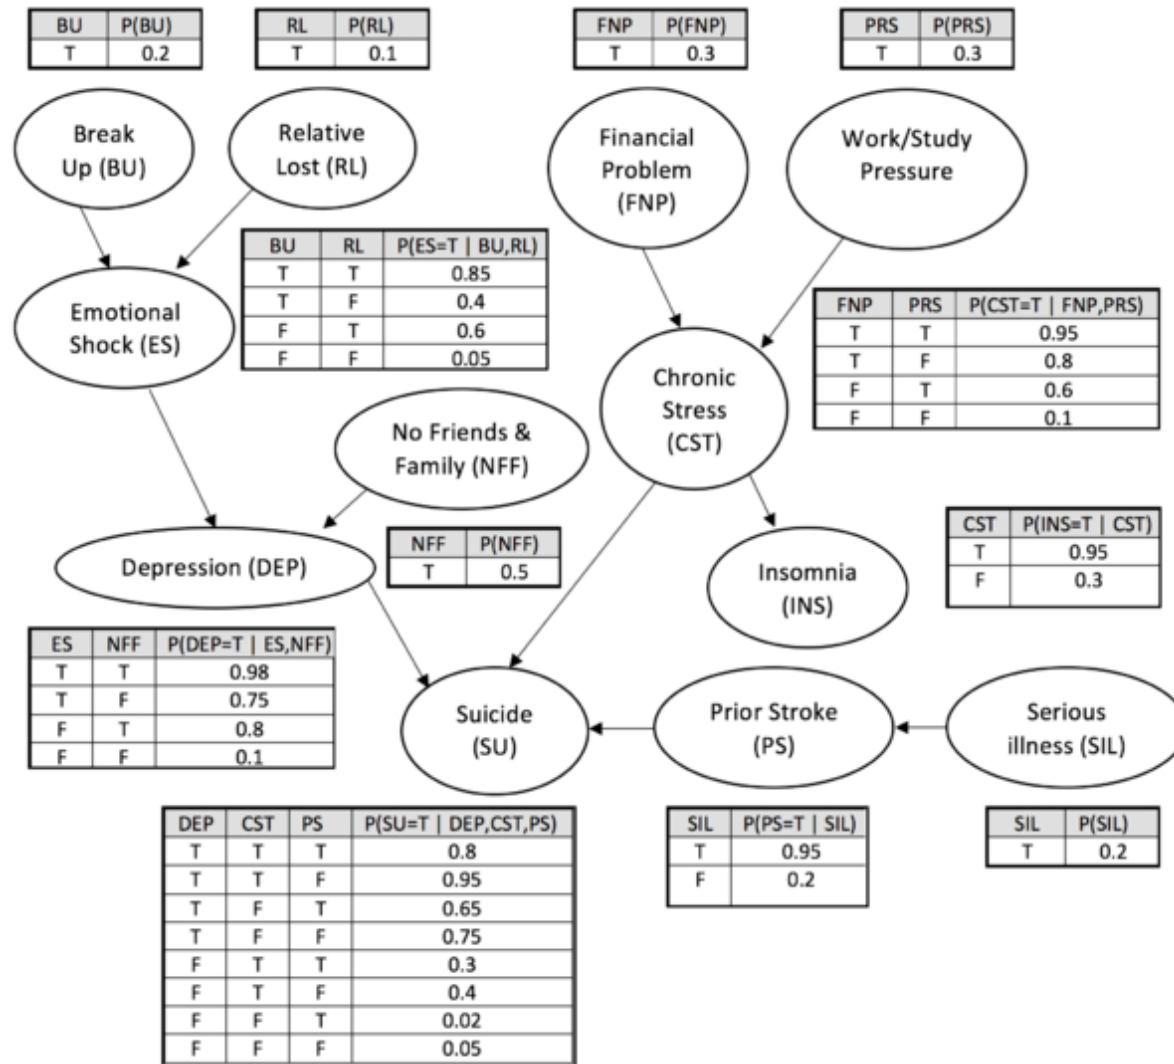 BU P(BU)
T 0.2
RL P(RL)
T 0.1
FNP P(FNP)
T 0.3
PRS P(PRS)
T 0.3
Break
Up (BU)
Relative
Lost (RL)
Financial
Problem
(FNP)
Work/Study
Pressure
BU RL P(ES=T | BU,RL)
T T 0.85
T F 0.4
F T 0.6
F F 0.05
Emotional
Shock (ES)
FNP PRS P(CST=T | FNP,PRS)
T T 0.95
T F 0.8
F T 0.6
F F 0.1
Chronic
Stress
(CST)
No Friends &
Family (NFF)
NFF P(NFF)
T 0.5
CST P(INS=T | CST)
T 0.95
F 0.3
Depression (DEP)
Insomnia
(INS)
ES NFF P(DEP=T | ES,NFF)
T T 0.98
T F 0.75
F T 0.8
F F 0.1
Suicide
(SU)
Prior Stroke
(PS)
Serious
illness (SIL)
DEP CST PS P(SU=T | DEP,CST,PS)
T T T 0.8
T T F 0.95
T F T 0.65
T F F 0.75
F T T 0.3
F T F 0.4
F F T 0.02
F F F 0.05
SIL P(PS=T | SIL)
T 0.95
F 0.2
SIL P(SIL)
T 0.2